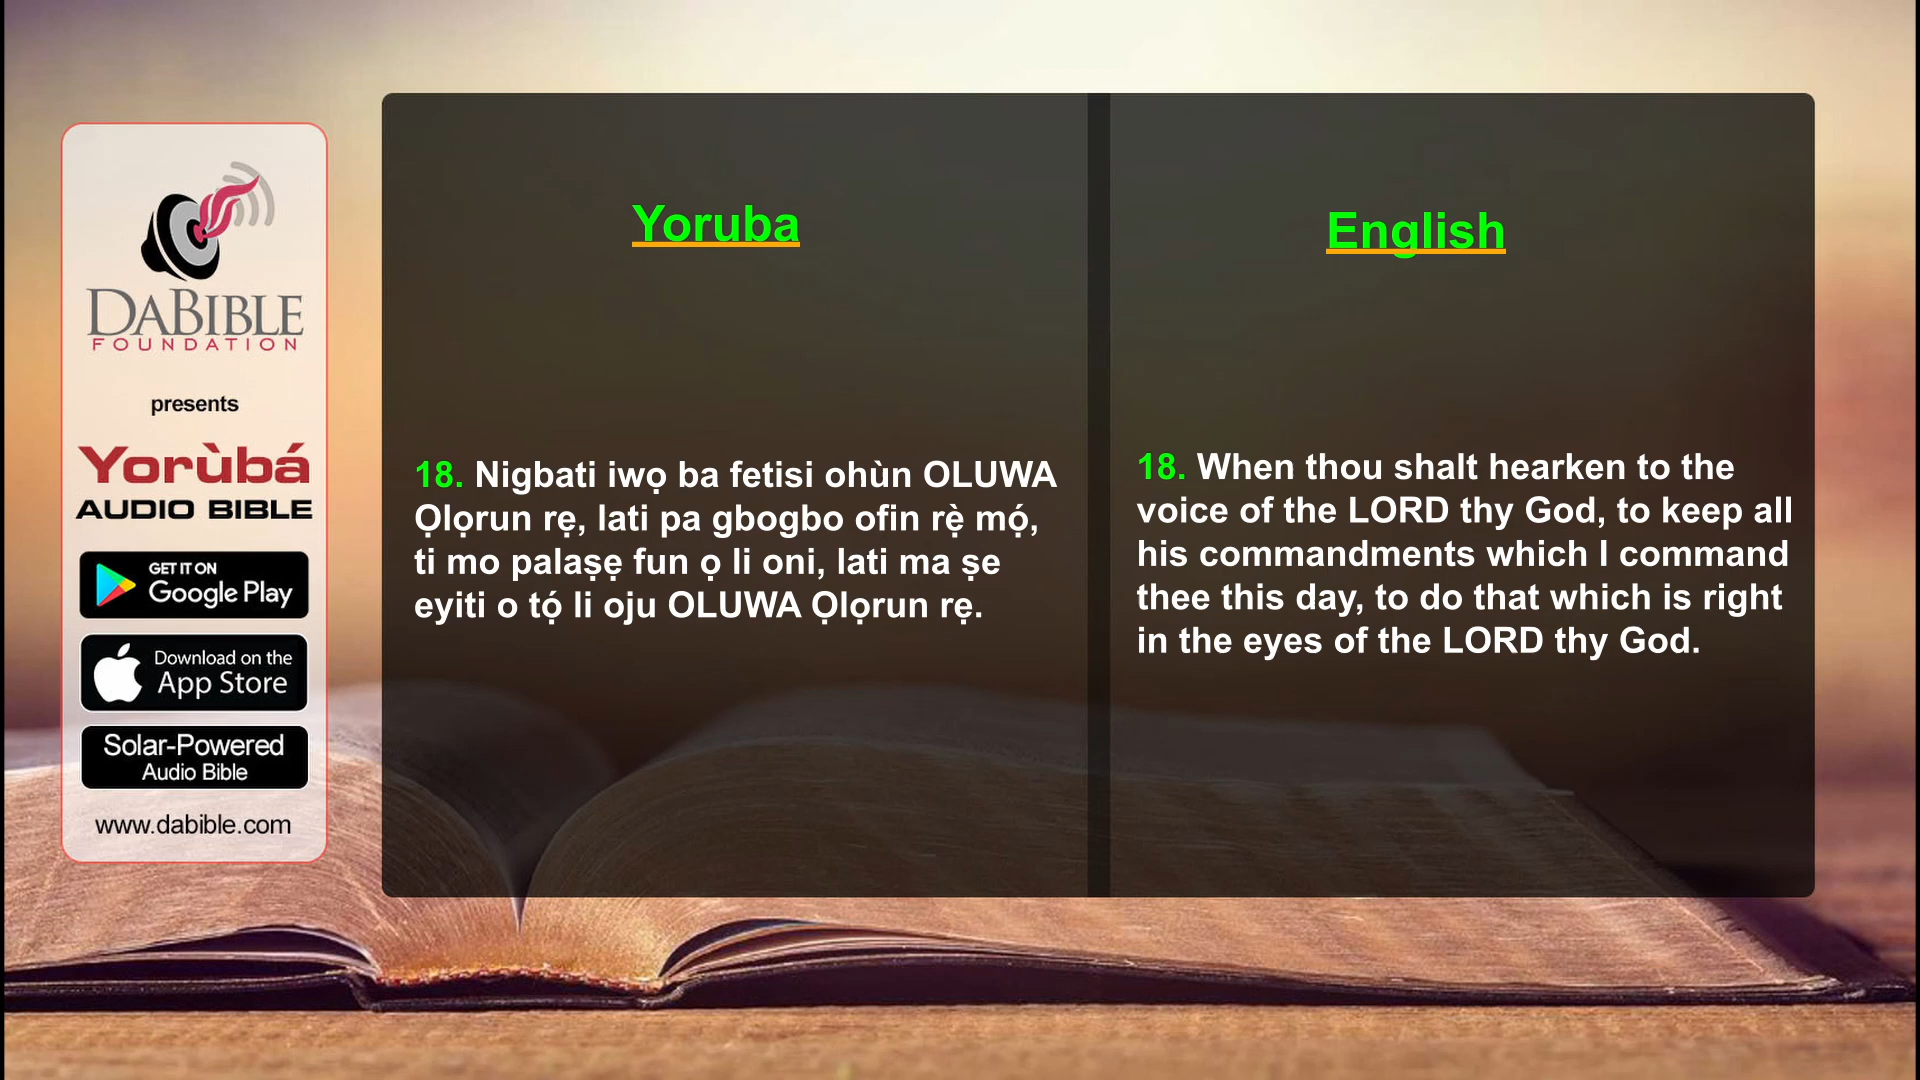 DABIBLE
FOUNDATION
presents
Yorùbá
AUDIO BIBLE
GET IT ON
Google Play
Download on the
App Store
Solar-Powered
Audio Bible
www.dabible.com
Yoruba
18. Nigbati iwọ ba fetisi ohùn OLUWA
Ọlọrun rẹ, lati pa gbogbo ofin rẹ̀ mọ́,
ti mo palaṣẹ fun ọ li oni, lati ma ṣe
eyiti o tọ́ li oju OLUWA Ọlọrun rẹ.
English
18. When thou shalt hearken to the
voice of the LORD thy God, to keep all
his commandments which I command
thee this day, to do that which is right
in the eyes of the LORD thy God.